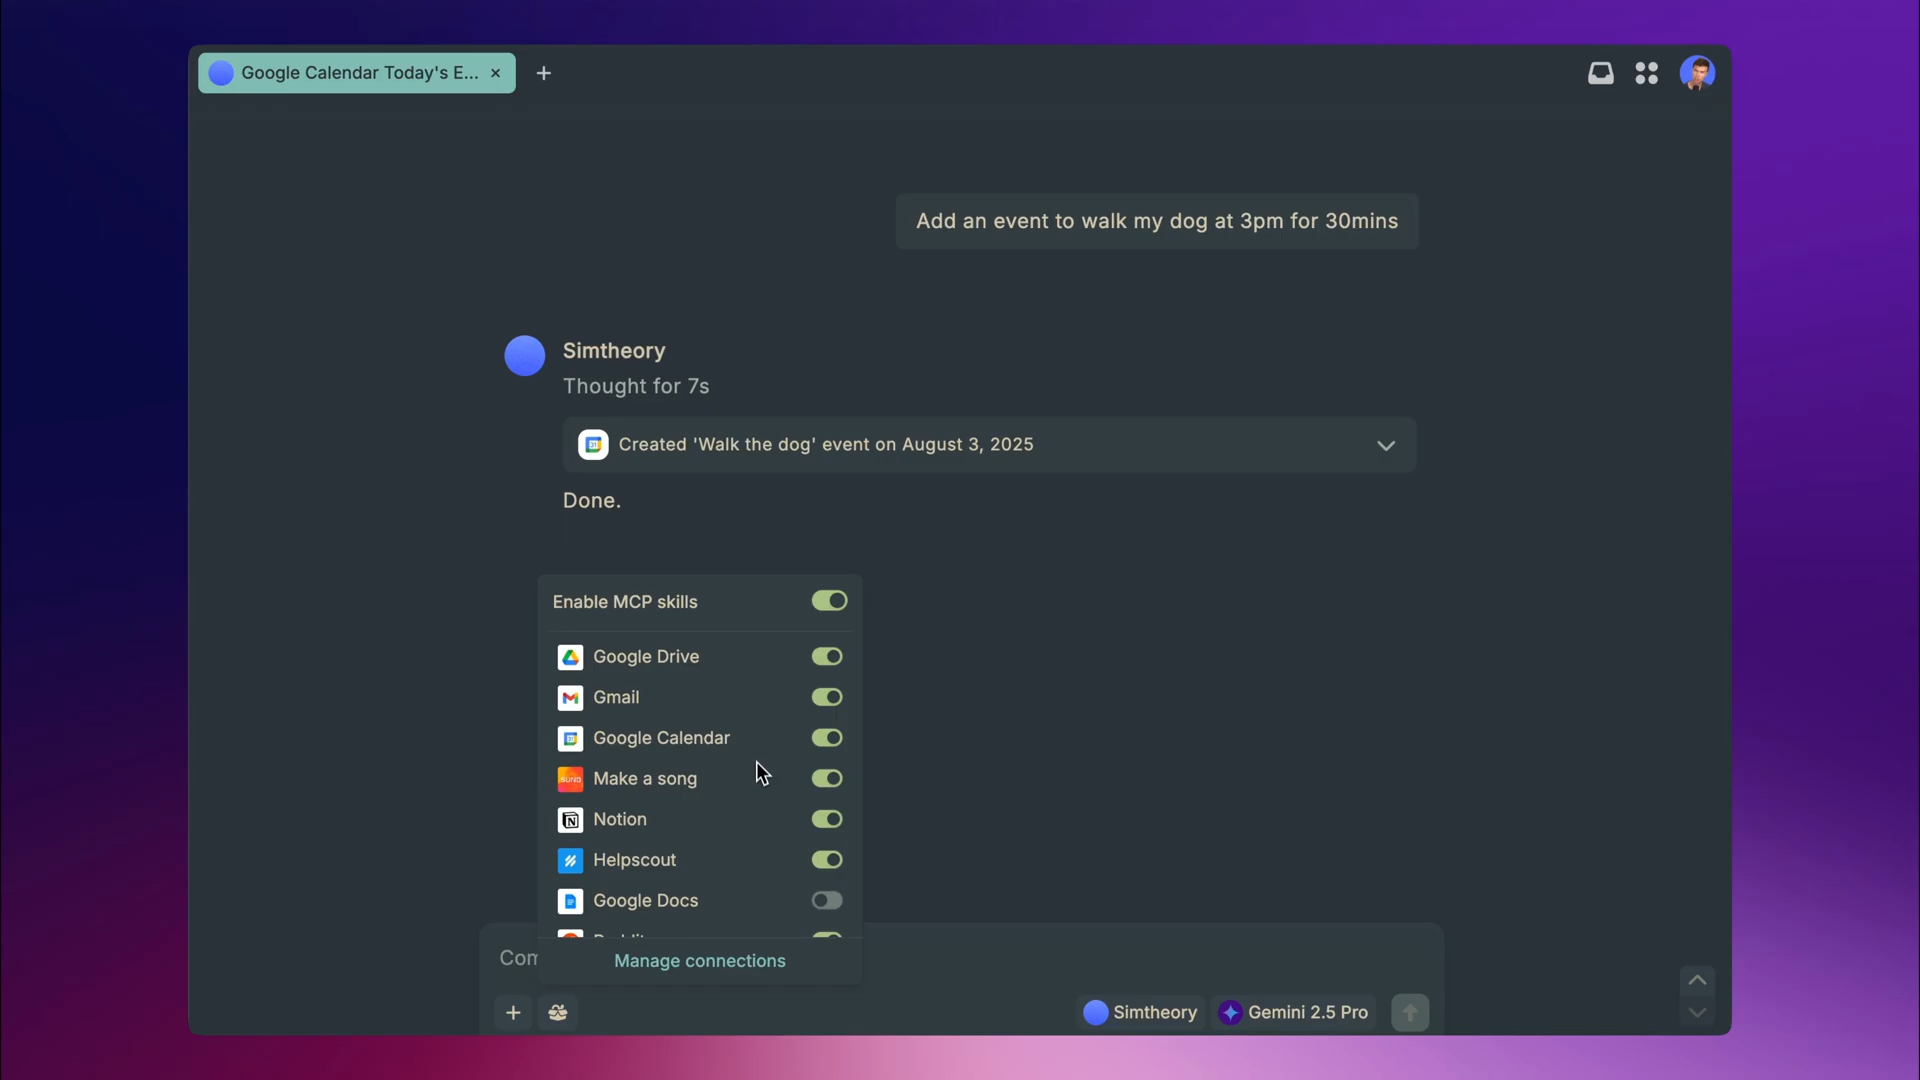 Google Calendar Today's E...
Add an event to walk my dog at 3pm for 30mins
Simtheory
Thought for 7s
Created 'Walk the dog' event on August 3, 2025
Done.
Enable MCP skills
Google Drive
Gmail
Google Calendar
SUNO
Make a song
Notion
Helpscout
Google Docs
Manage connections
Simtheory
Gemini 2.5 Pro